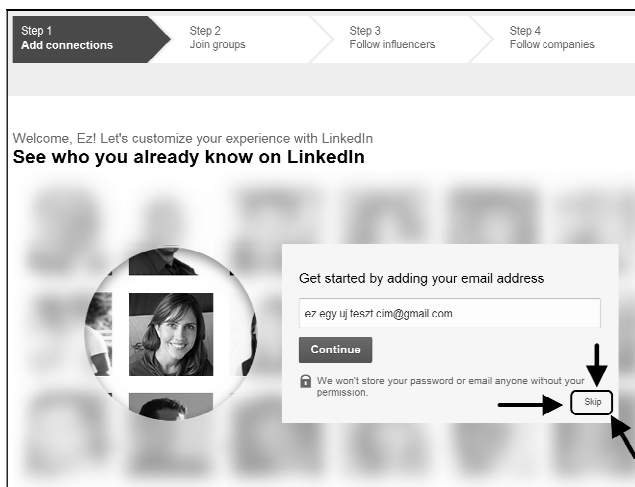 Step 1
Add connections
Step 2
Join groups
Step 3
Follow influencers
Step 4
Follow companies
Welcome, Ez! Let's customize your experience with LinkedIn
See who you already know on LinkedIn
Get started by adding your email address
ez.egy.uj.teszt.cim@gmail.com
Continue
We won't store your password or email anyone without your
permission.
Skip